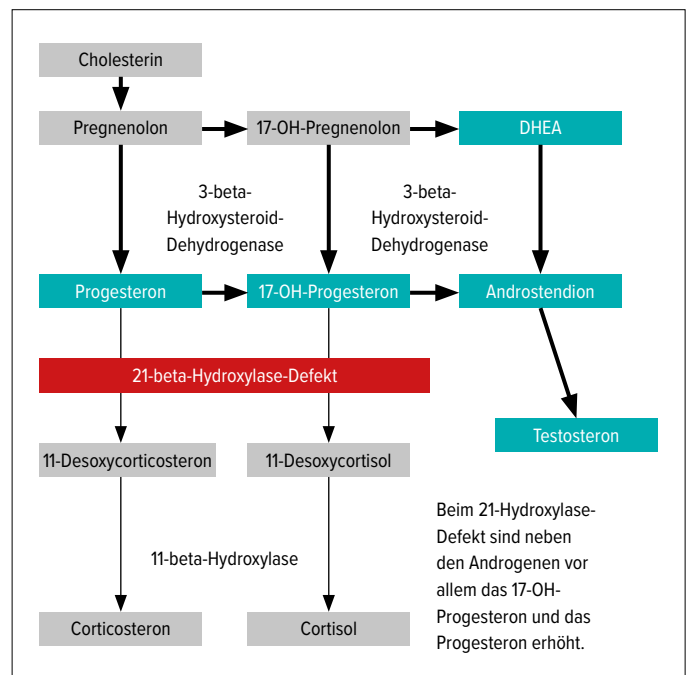 Cholesterin
Pregnenolon
17-OH-Pregnenolon
DHEA
3-beta-
Hydroxysteroid-
Dehydrogenase
3-beta-
Hydroxysteroid-
Dehydrogenase
Progesteron
17-OH-Progesteron
Androstendion
21-beta-Hydroxylase-Defekt
Testosteron
11-Desoxycorticosteron
11-Desoxycortisol
11-beta-Hydroxylase
Corticosteron
Cortisol
Beim 21-Hydroxylase-
Defekt sind neben
den Androgenen vor
allem das 17-OH-
Progesteron und das
Progesteron erhöht.